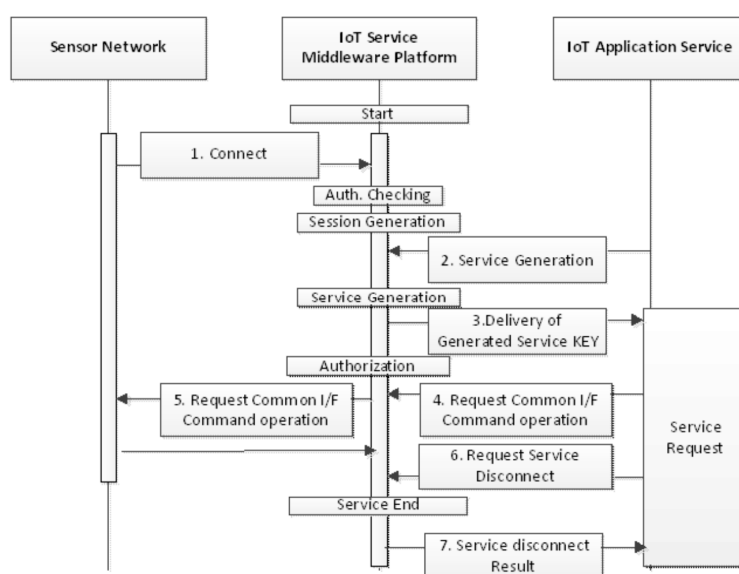 Sensor Network
IoT Service
Middleware Platform
IoT Application Service
Start
1. Connect
Auth. Checking
Session Generation
2. Service Generation
Service Generation
3.Delivery of
Generated Service KEY
Authorization
5. Request Common I/F
Command operation
4. Request Common I/F
Command operation
Service
Request
6. Request Service
Disconnect
Service End
7. Service disconnect
Result